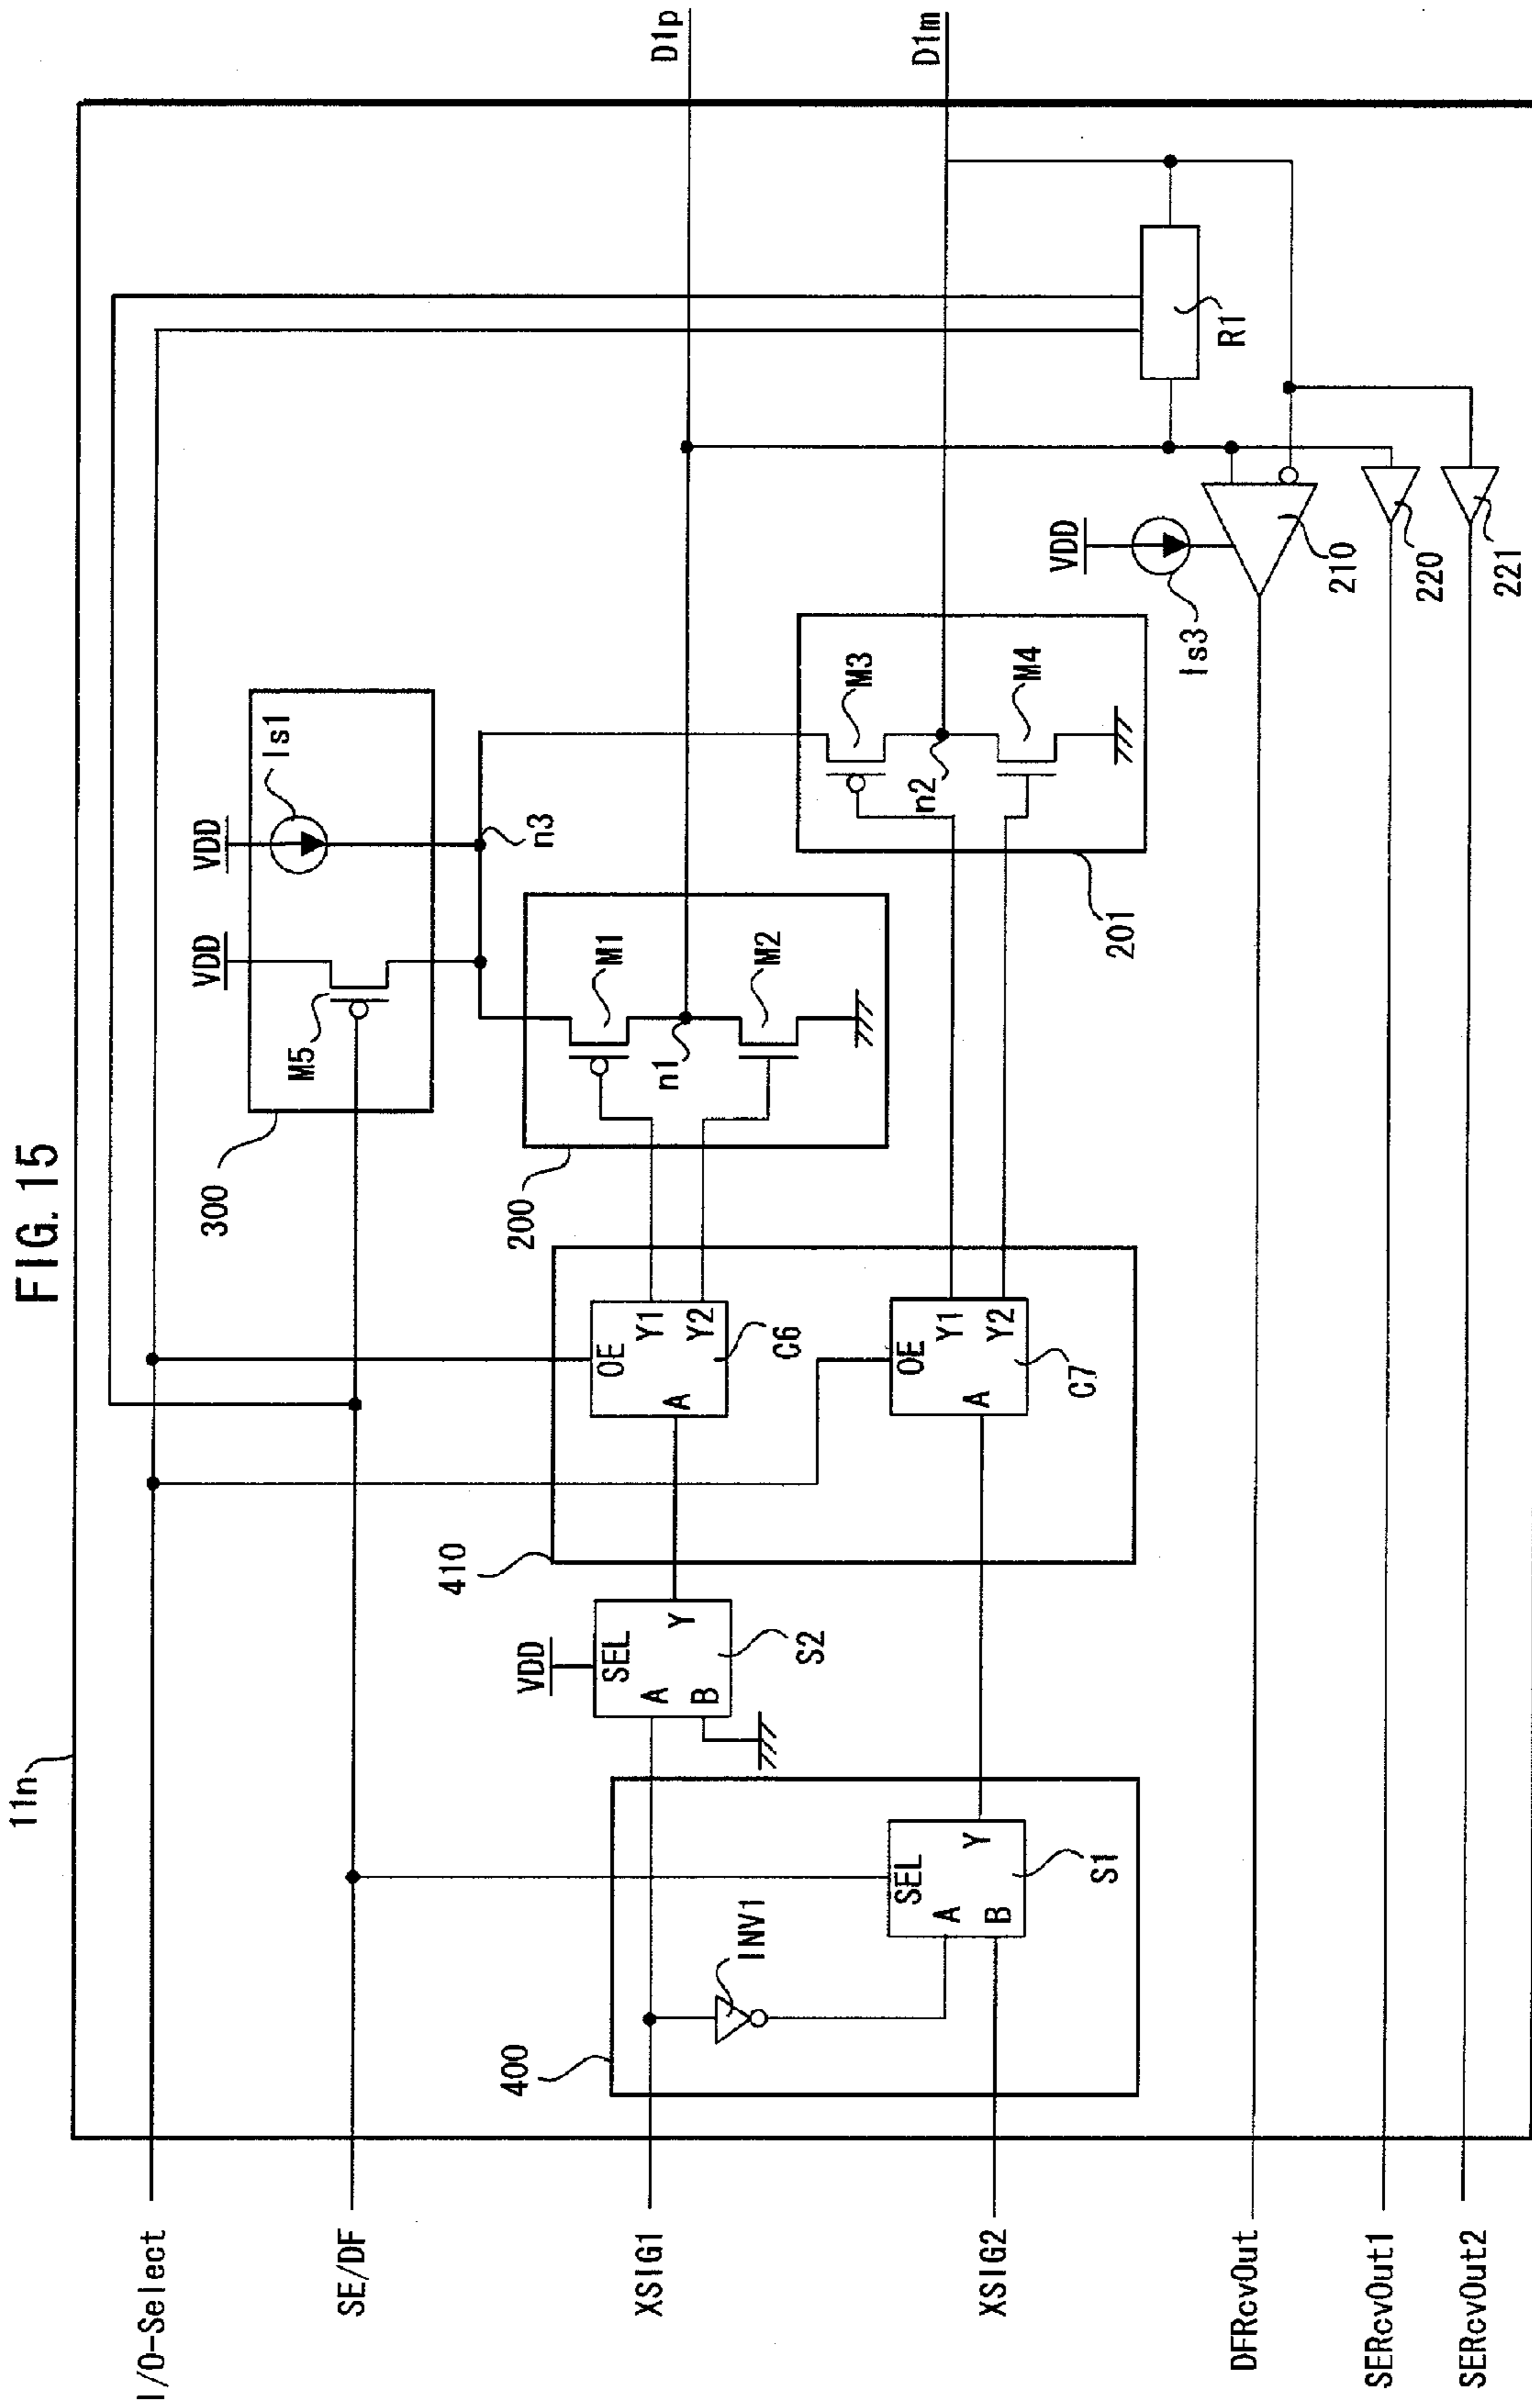 FIG. 15
11n
I/O-Select
SE/DF
XSIG1
XSIG2
DFRcvOut
SERcvOut1
SERcvOut2
400
INV1
SEL
A
B
Y
S1
VDD
SEL
A
B
Y
S2
410
OE
A
Y1
Y2
C6
OE
A
Y1
Y2
C7
300
VDD
M5
VDD
Is1
n3
200
M1
n1
M2
201
M3
n2
M4
VDD
Is3
210
220
221
R1
D1p
D1m